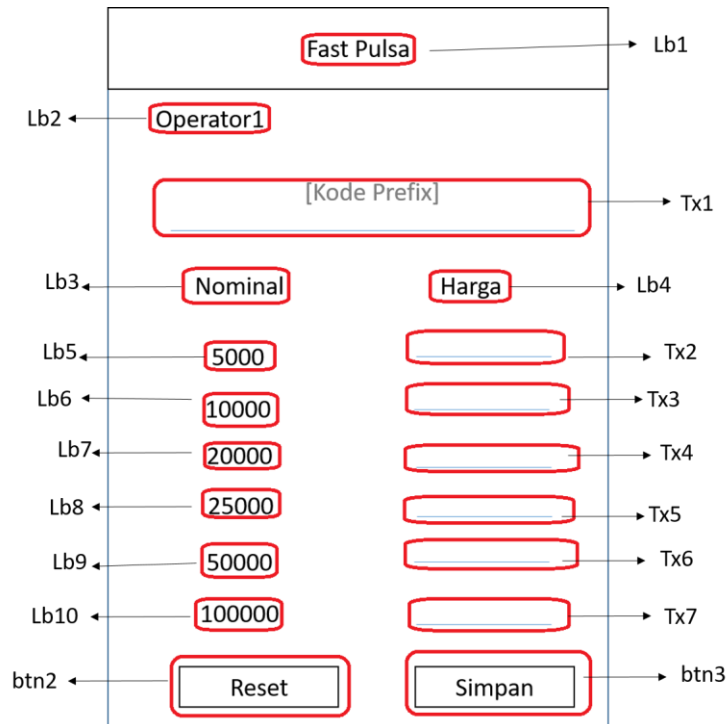 Fast Pulsa Lb1
Lb2 Operator1
[Kode Prefix] Tx1
Lb3 Nominal Harga Lb4
Lb5 5000 Tx2
Lb6 10000 Tx3
Lb7 20000 Tx4
Lb8 25000 Tx5
Lb9 50000 Tx6
Lb10 100000 Tx7
btn2 Reset Simpan btn3